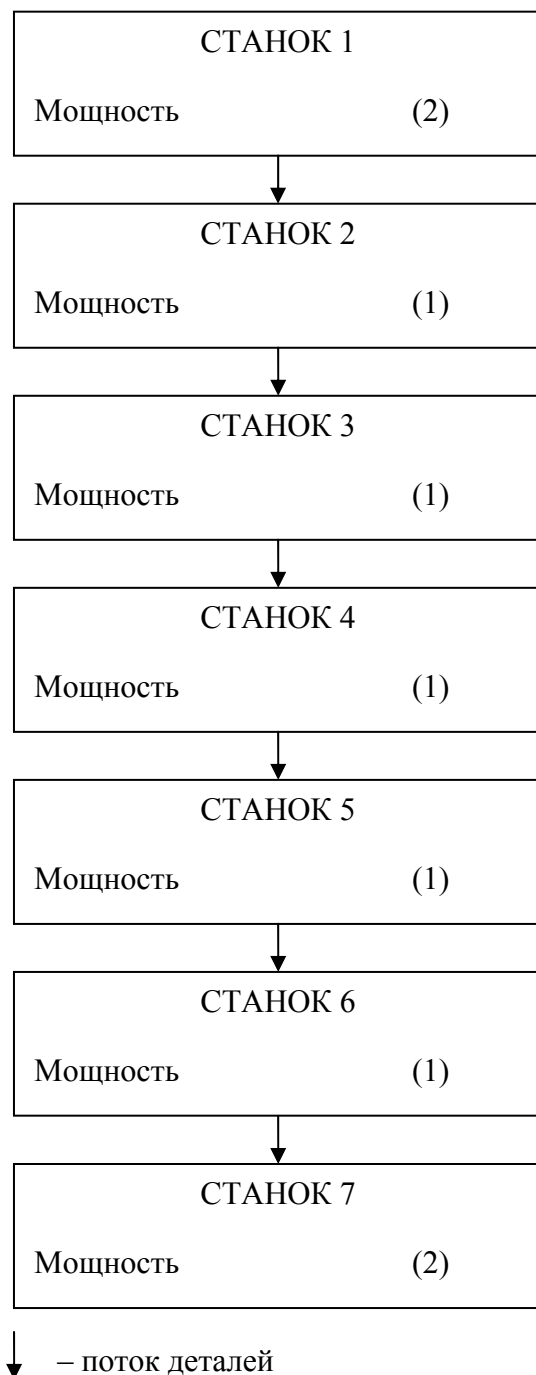 СТАНОК 1
Мощность (2)
СТАНОК 2
Мощность (1)
СТАНОК 3
Мощность (1)
СТАНОК 4
Мощность (1)
СТАНОК 5
Мощность (1)
СТАНОК 6
Мощность (1)
СТАНОК 7
Мощность (2)
– поток деталей